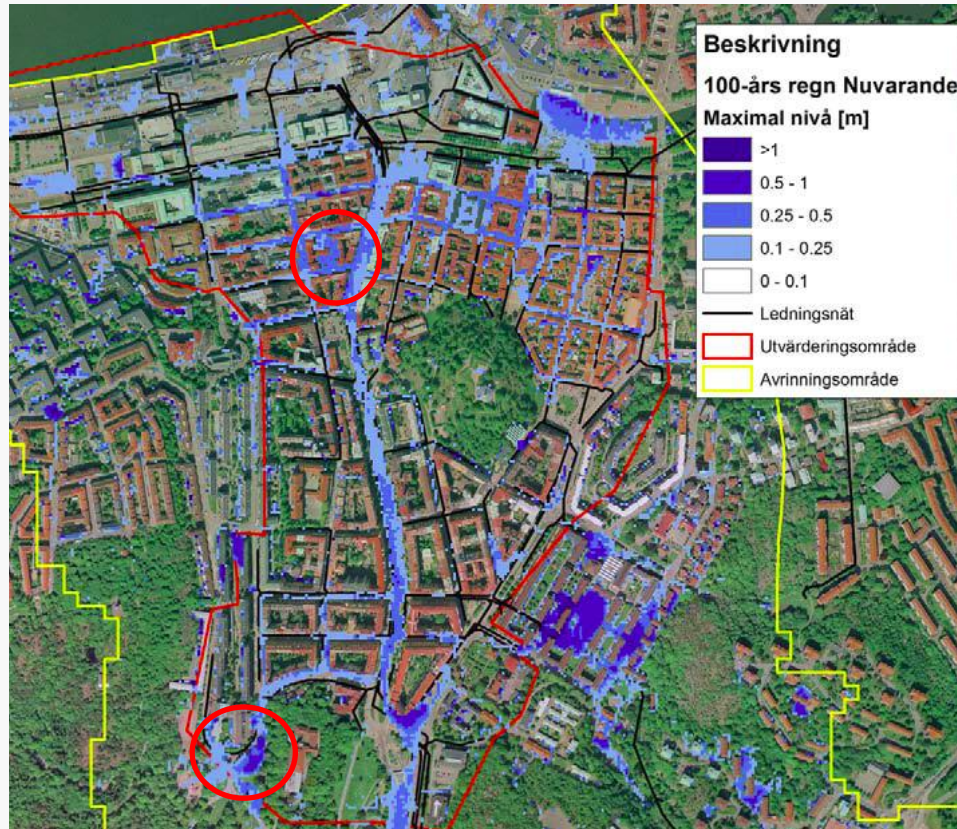 Beskrivning
100-års regn Nuvarande
Maximal nivå [m]
>1
0.5 - 1
0.25 - 0.5
0.1 - 0.25
0 - 0.1
Ledningsnät
Utvärderingsområde
Avrinningsområde